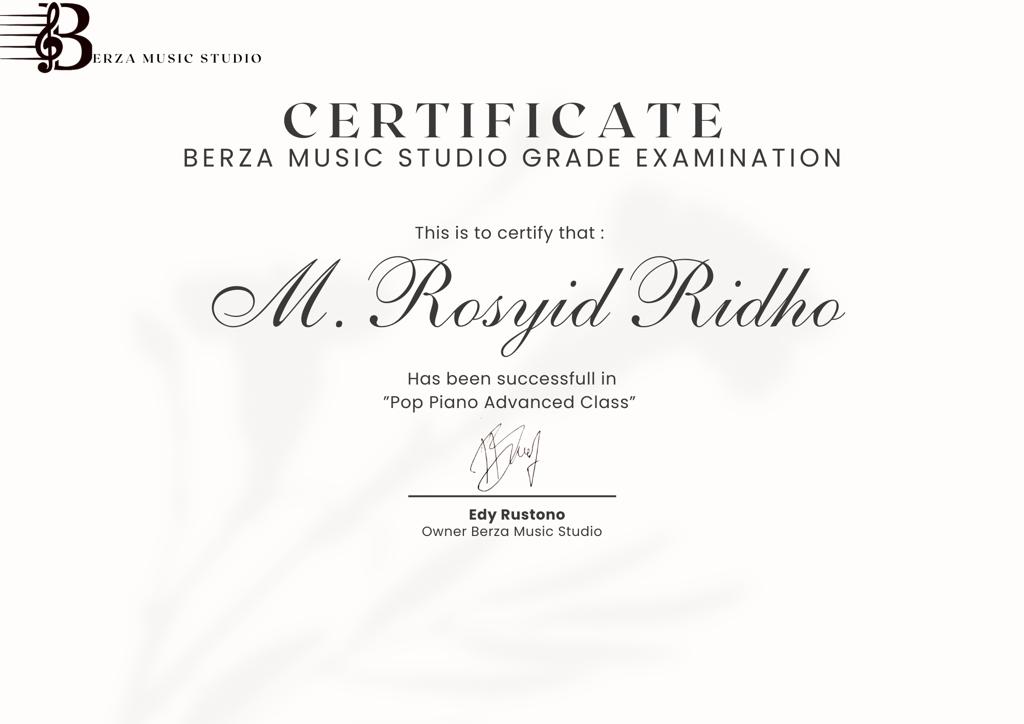 BERZA MUSIC STUDIO
CERTIFICATE
BERZA MUSIC STUDIO GRADE EXAMINATION
This is to certify that :
M. Rosyid Ridho
Has been successfull in
”Pop Piano Advanced Class”
Edy Rustono
Owner Berza Music Studio